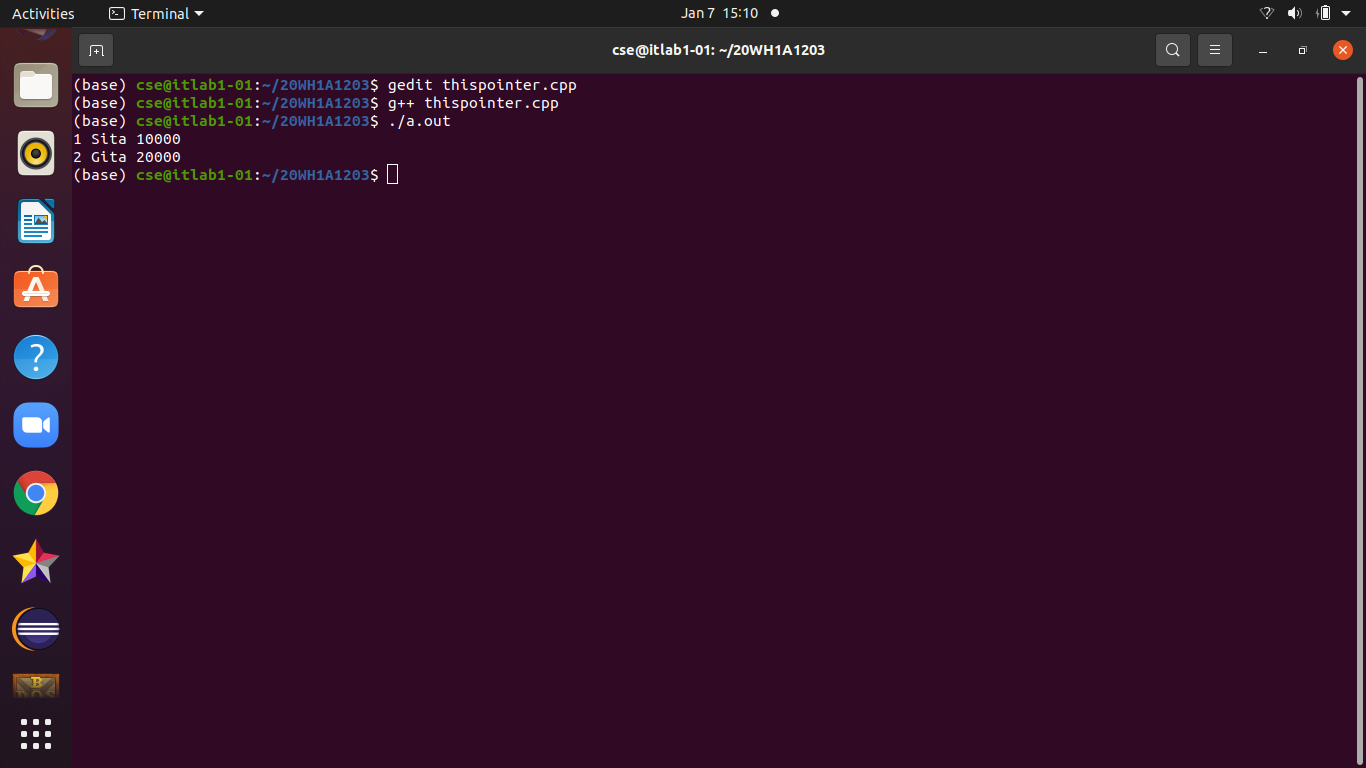 Activities
Terminal
Jan 7 15:10
cse@itlab1-01: ~/20WH1A1203
(base) cse@itlab1-01:~/20WH1A1203$ gedit thispointer.cpp
(base) cse@itlab1-01:~/20WH1A1203$ g++ thispointer.cpp
(base) cse@itlab1-01:~/20WH1A1203$ ./a.out
1 Sita 10000
2 Gita 20000
(base) cse@itlab1-01:~/20WH1A1203$